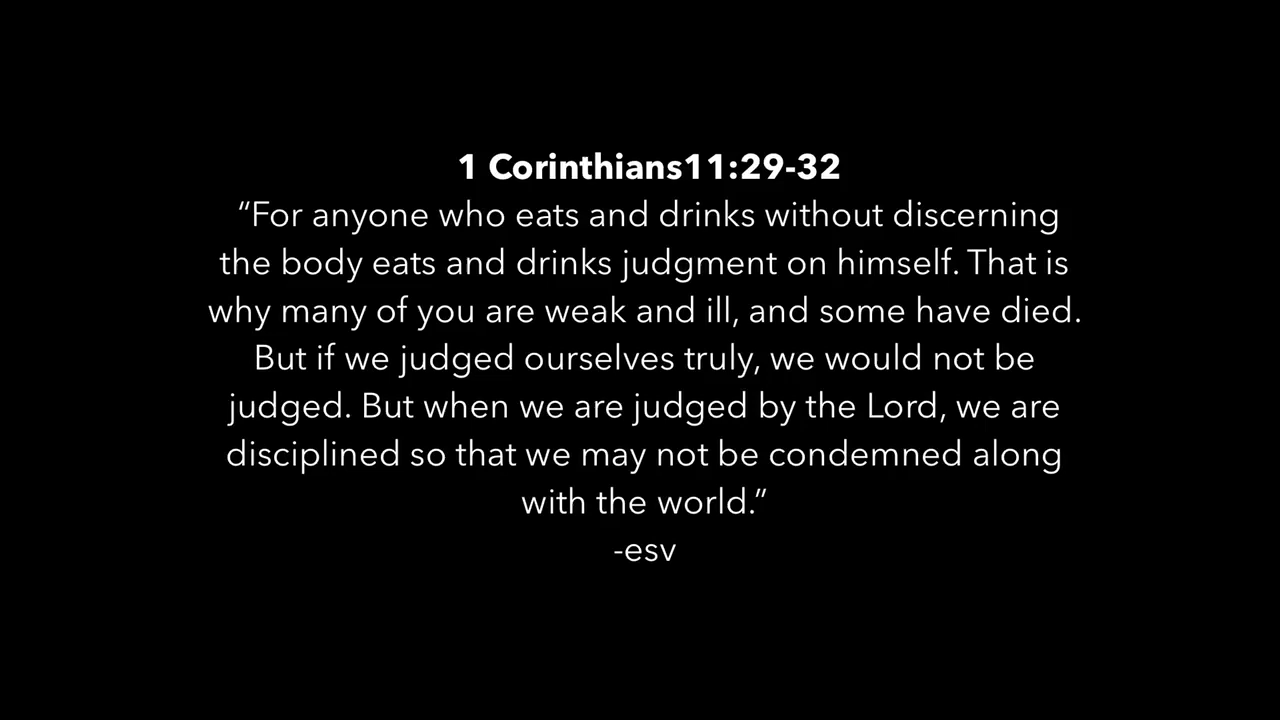 1 Corinthians11:29-32
“For anyone who eats and drinks without discerning
the body eats and drinks judgment on himself. That is
why many of you are weak and ill, and some have died.
But if we judged ourselves truly, we would not be
judged. But when we are judged by the Lord, we are
disciplined so that we may not be condemned along
with the world.”
-esv